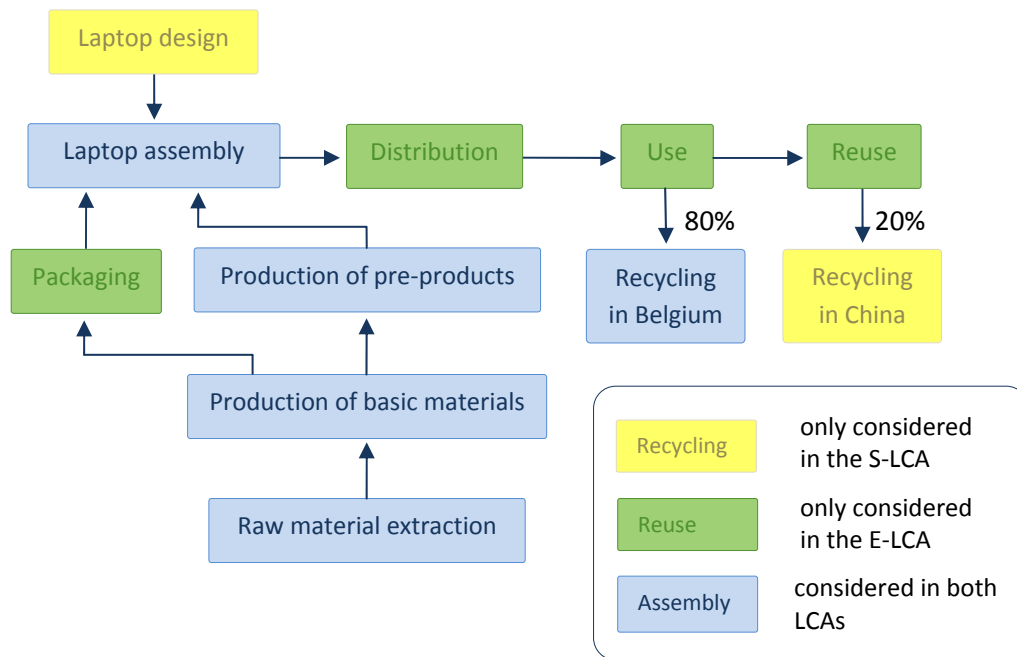 Laptop design
Laptop assembly
Distribution
Use
Reuse
80%
20%
Packaging
Production of pre-products
Recycling
in Belgium
Recycling
in China
Production of basic materials
Raw material extraction
Recycling
only considered
in the S-LCA
Reuse
only considered
in the E-LCA
Assembly
considered in both
LCAs